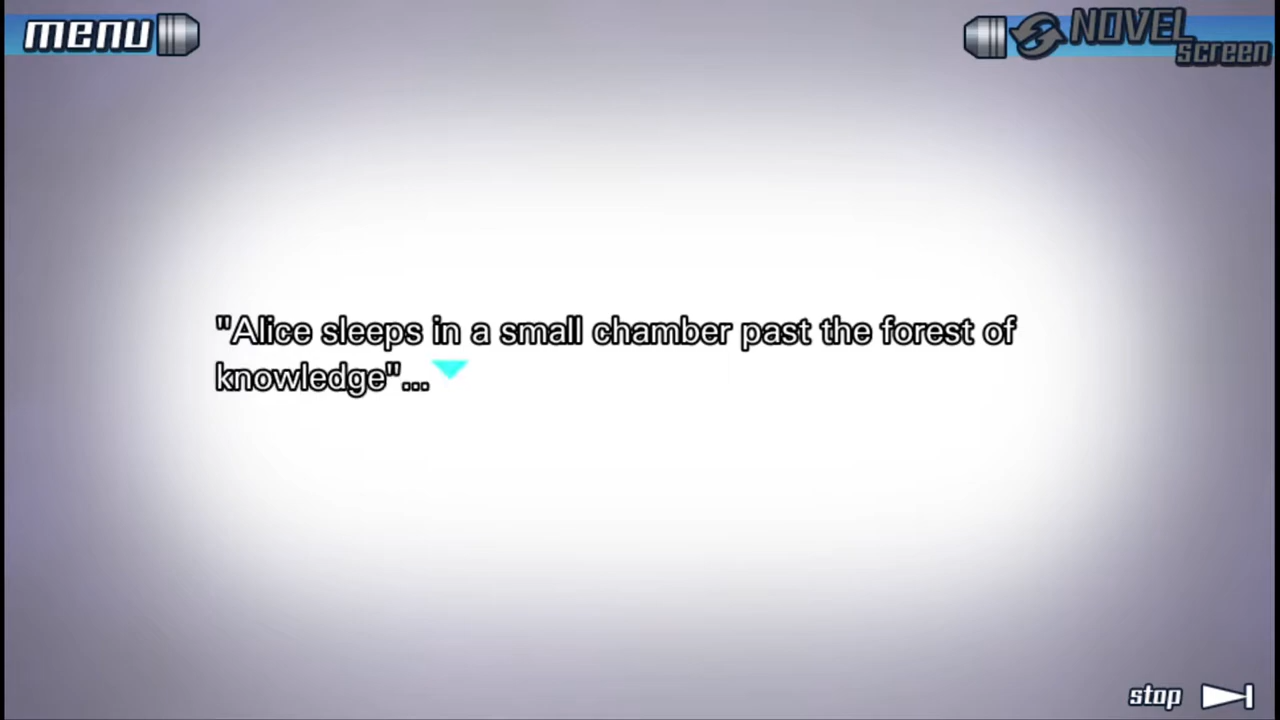 menu
NOVEL
screen
"Alice sleeps in a small chamber past the forest of
knowledge"...
stop